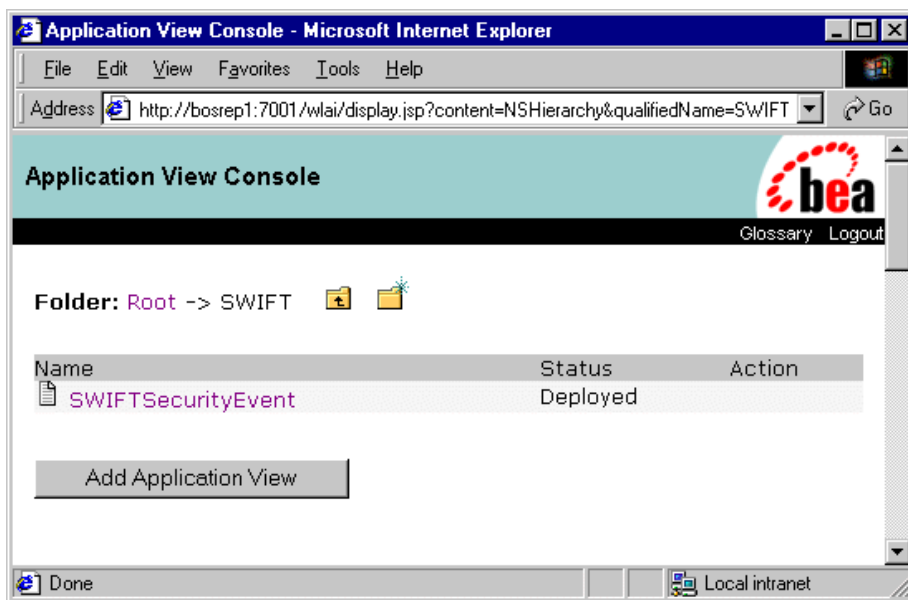 Application View Console - Microsoft Internet Explorer
File Edit View Favorites Tools Help
Address http://bosrep1:7001/wlai/display.jsp?content=NSHierarchy&qualifiedName=SWIFT Go
Application View Console
bea
Glossary Logout
Folder: Root -> SWIFT
Name Status Action
SWIFTSecurityEvent Deployed
Add Application View
Done Local intranet